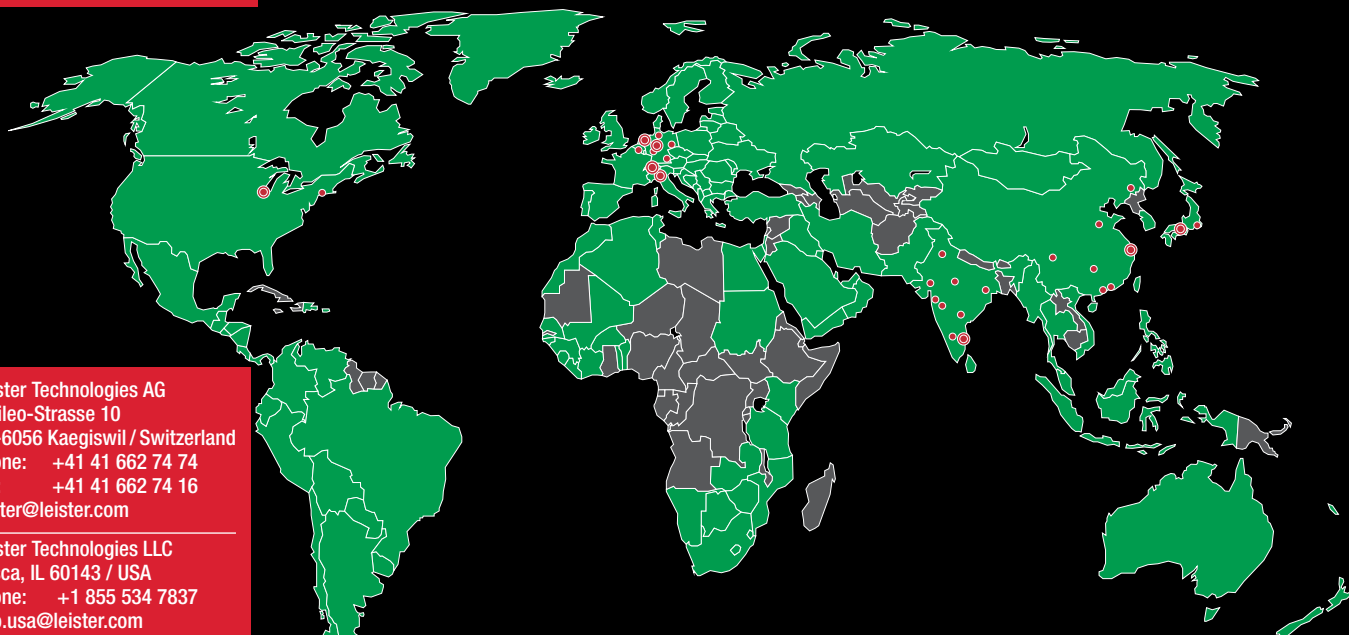 ster Technologies AG
ileo-Strasse 10
-6056 Kaegiswil / Switzerland
one: +41 41 662 74 74
: +41 41 662 74 16
ter@leister.com
ster Technologies LLC
sca, IL 60143 / USA
one: +1 855 534 7837
o.usa@leister.com